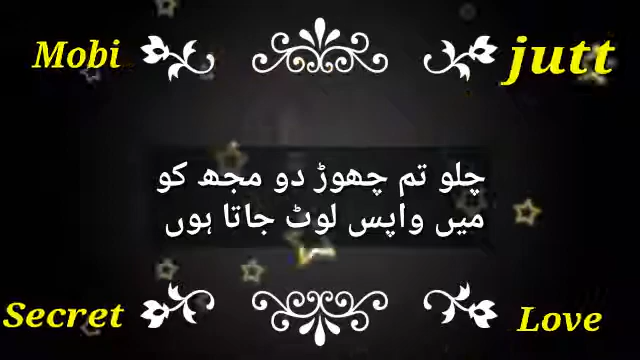 Mobi
jutt
چلو تم چھوڑ دو مجھ کو
میں واپس لوٹ جاتا ہوں
Secret
Love